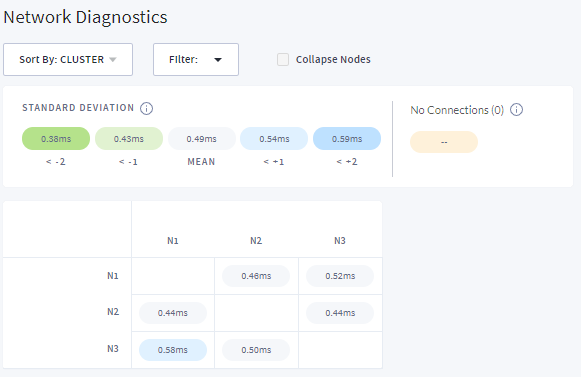 Network Diagnostics
Sort By: CLUSTER
Filter:
Collapse Nodes
STANDARD DEVIATION
No Connections (0)
0.38ms 0.43ms 0.49ms 0.54ms 0.59ms
--
< -2 < -1 MEAN < +1 < +2
N1 N2 N3
N1 0.46ms 0.52ms
N2 0.44ms 0.44ms
N3 0.58ms 0.50ms